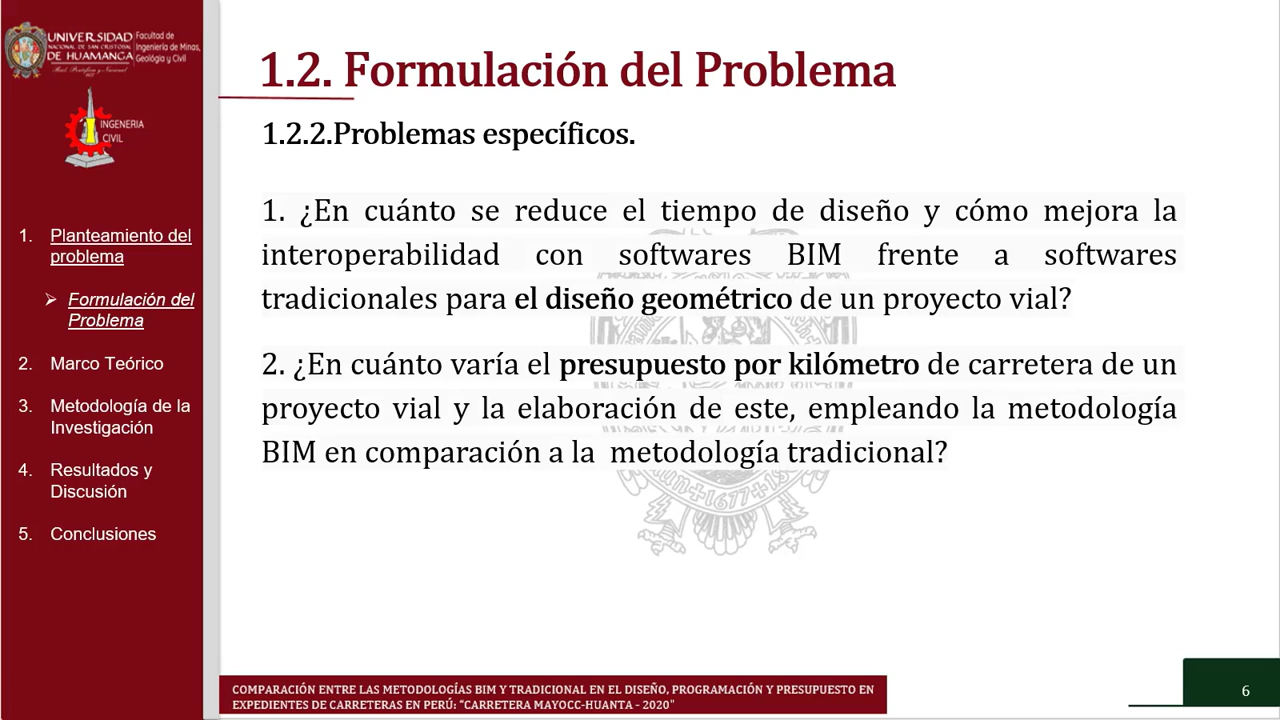 UNIVERSIDAD
NACIONAL DE SAN CRISTOBAL
DE HUAMANGA
Facultad de
Ingeniería de Minas,
Geología y Civil
INGENERIA
CIVIL
1. Planteamiento del
problema
➢ Formulación del
Problema
2. Marco Teórico
3. Metodología de la
Investigación
4. Resultados y
Discusión
5. Conclusiones
1.2. Formulación del Problema
1.2.2.Problemas específicos.
1. ¿En cuánto se reduce el tiempo de diseño y cómo mejora la
interoperabilidad con softwares BIM frente a softwares
tradicionales para el diseño geométrico de un proyecto vial?
2. ¿En cuánto varía el presupuesto por kilómetro de carretera de un
proyecto vial y la elaboración de este, empleando la metodología
BIM en comparación a la metodología tradicional?
1677
COMPARACIÓN ENTRE LAS METODOLOGÍAS BIM Y TRADICIONAL EN EL DISEÑO, PROGRAMACIÓN Y PRESUPUESTO EN
EXPEDIENTES DE CARRETERAS EN PERÚ: "CARRETERA MAYOCC-HUANTA - 2020"
6